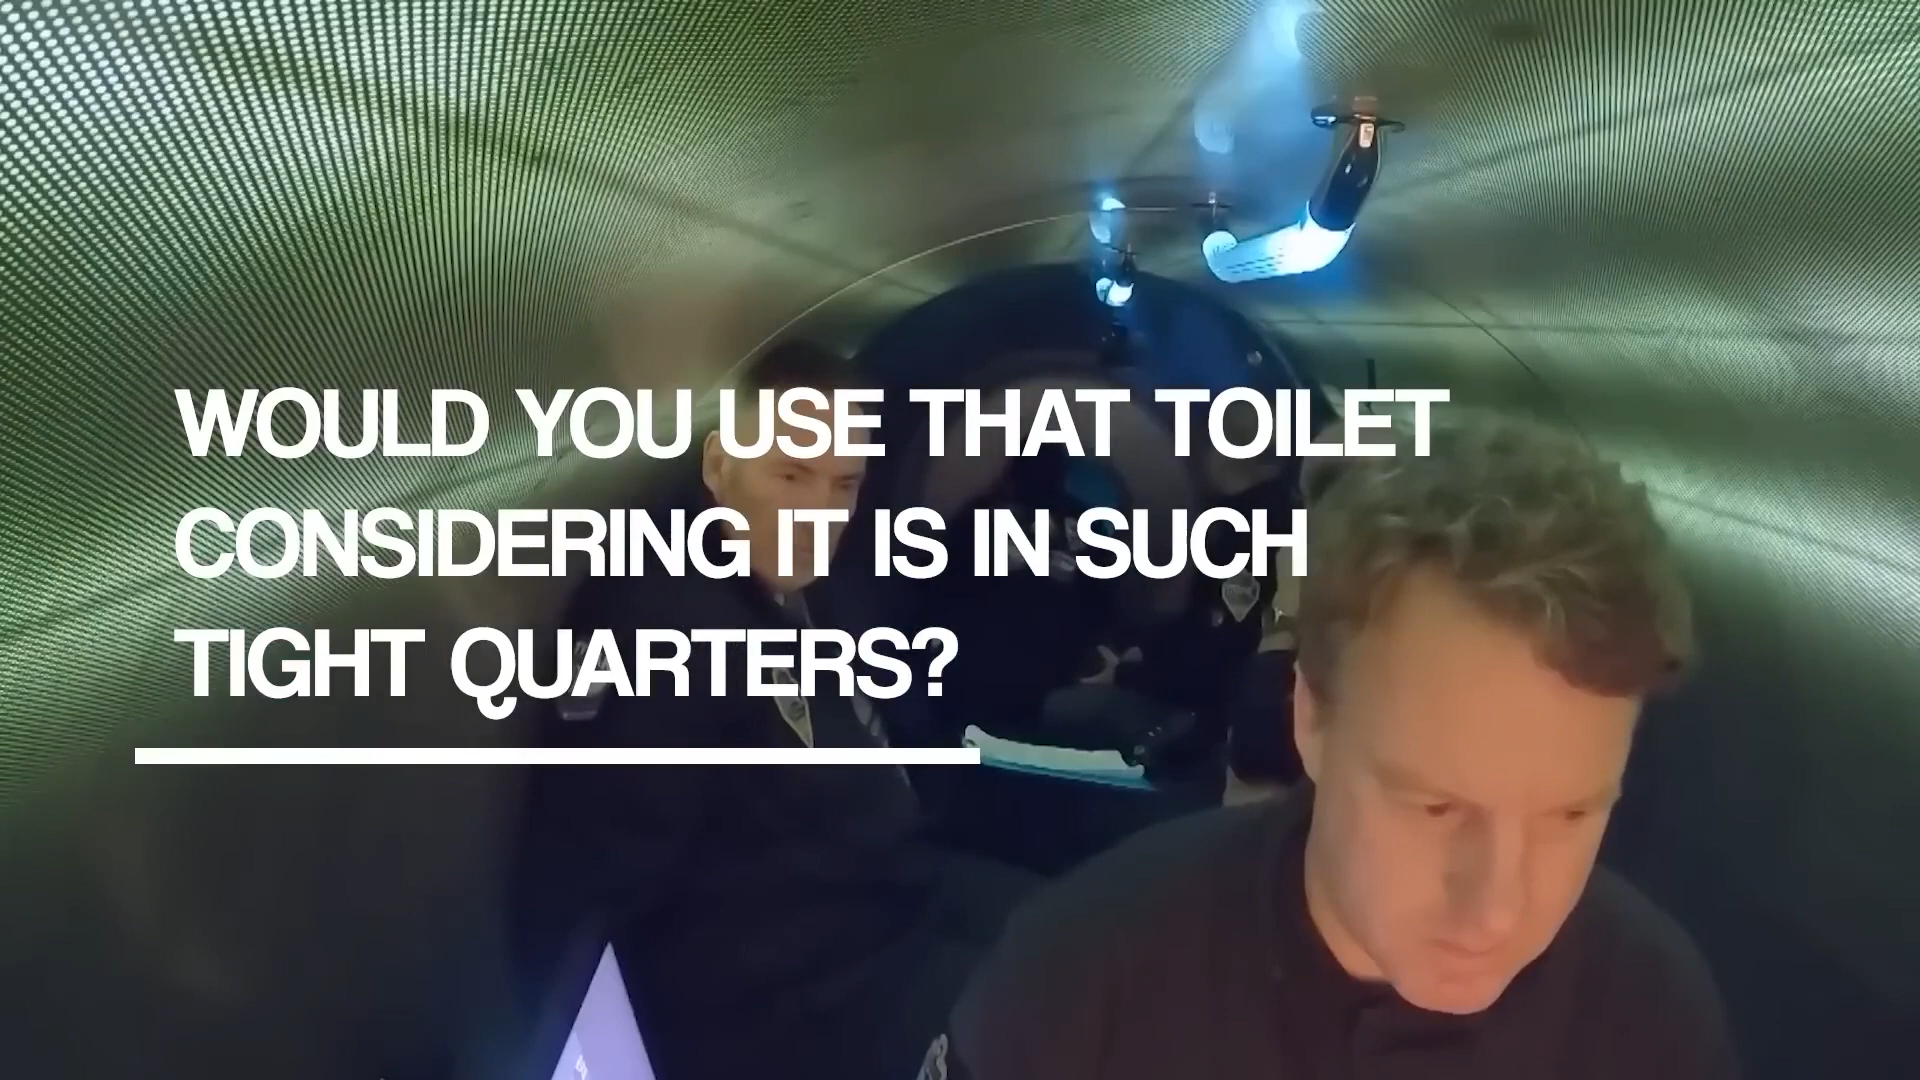 WOULD YOU USE THAT TOILET
CONSIDERING IT IS IN SUCH
TIGHT QUARTERS?